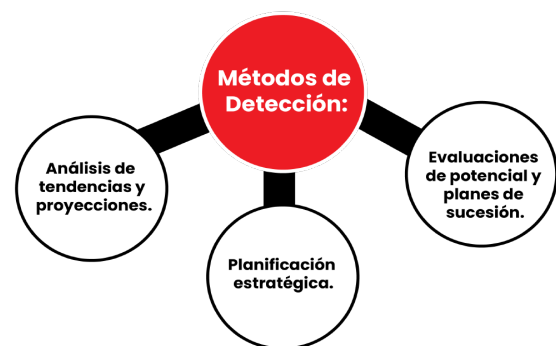 Métodos de
Detección:
Análisis de
tendencias y
proyecciones.
Planificación
estratégica.
Evaluaciones
de potencial y
planes de
sucesión.